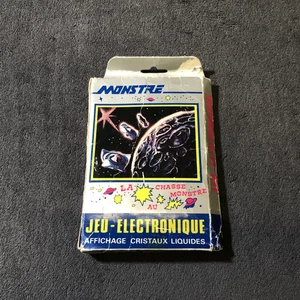 MONSTRE
LA CHASSE
AU MONSTRE
JEU-ELECTRONIQUE
AFFICHAGE CRISTAUX LIQUIDES.